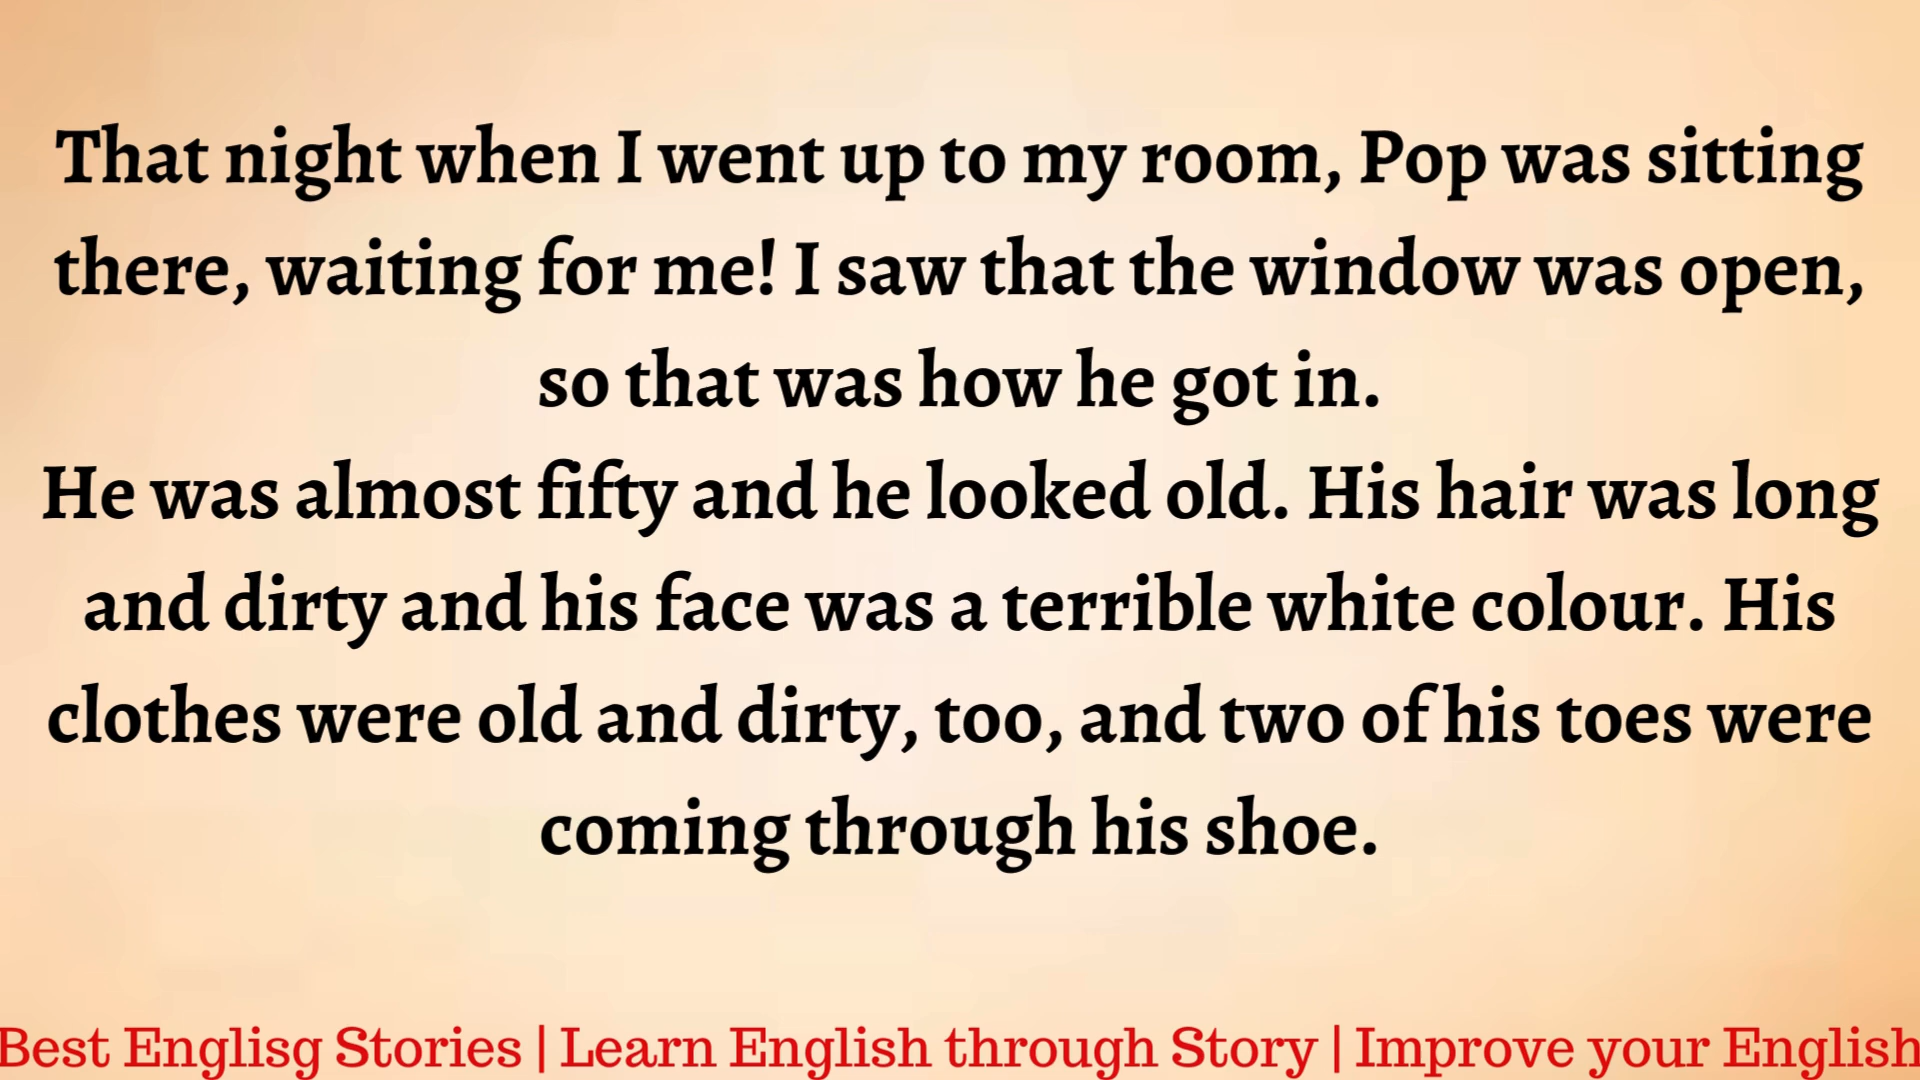 That night when I went up to my room, Pop was sitting
there, waiting for me! I saw that the window was open,
so that was how he got in.
He was almost fifty and he looked old. His hair was long
and dirty and his face was a terrible white colour. His
clothes were old and dirty, too, and two of his toes were
coming through his shoe.
Best Englisg Stories | Learn English through Story | Improve your English